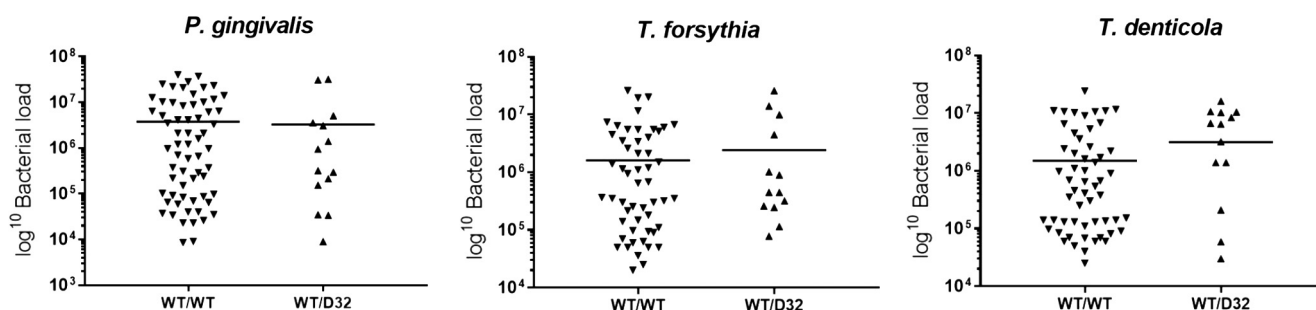 P. gingivalis
log¹⁰ Bacterial load
10⁸
10⁷
10⁶
10⁵
10⁴
10³
WT/WT WT/D32
T. forsythia
log¹⁰ Bacterial load
10⁸
10⁷
10⁶
10⁵
10⁴
WT/WT WT/D32
T. denticola
log¹⁰ Bacterial load
10⁸
10⁷
10⁶
10⁵
10⁴
WT/WT WT/D32